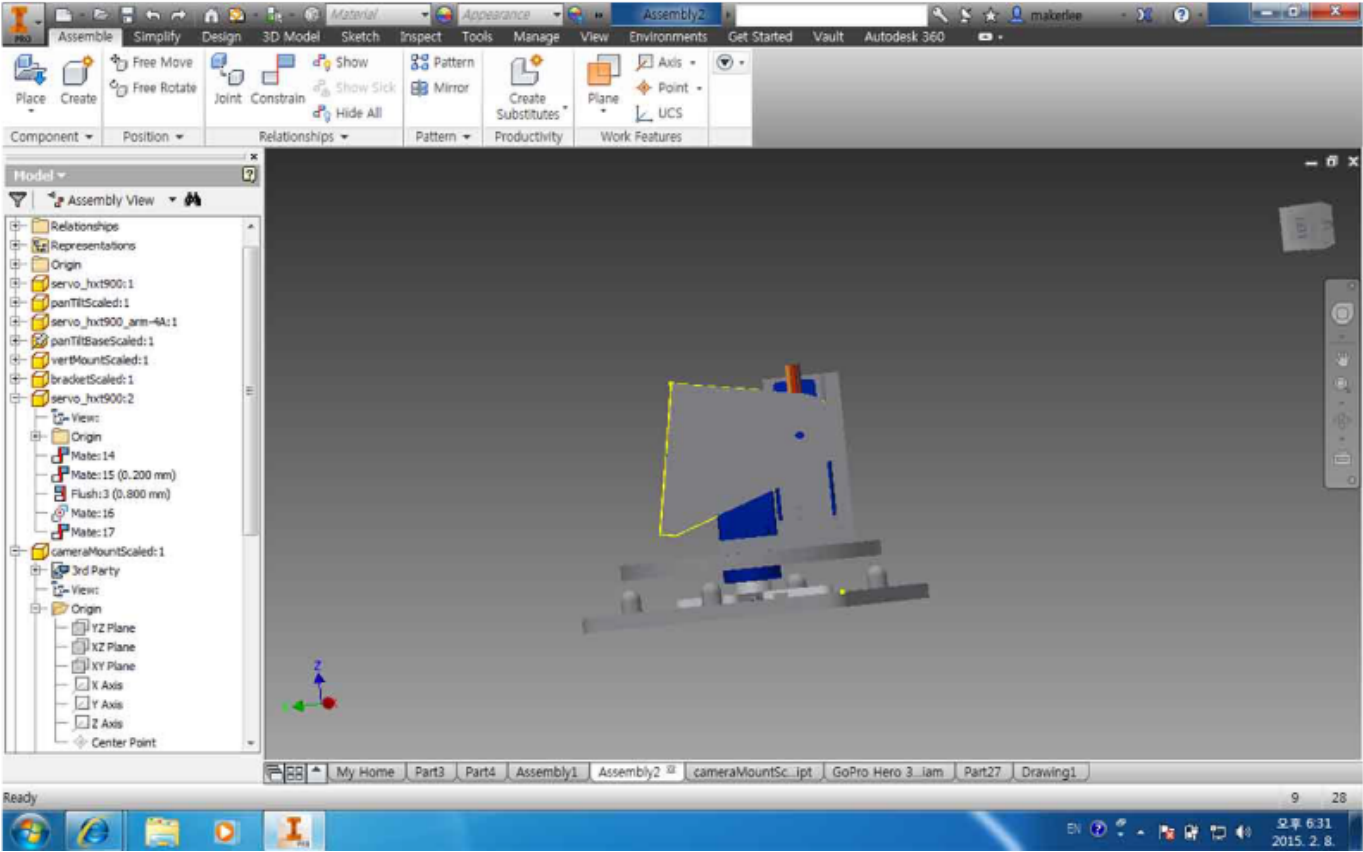 Material Appearance Assembly2 makerlee
PRO Assemble Simplify Design 3D Model Sketch Inspect Tools Manage View Environments Get Started Vault Autodesk 360
Free Move Show Pattern Axis
Free Rotate Show Sick Mirror Point
Place Create Joint Constrain Hide All Create Substitutes Plane UCS
Component Position Relationships Pattern Productivity Work Features
Model
Assembly View
Relationships
Representations
Origin
servo_hxt900:1
panTiltScaled:1
servo_hxt900_arm-4A:1
panTiltBaseScaled:1
vertMountScaled:1
bracketScaled:1
servo_hxt900:2
View:
Origin
Mate:14
Mate:15 (0.200 mm)
Flush:3 (0.800 mm)
Mate:16
Mate:17
cameraMountScaled:1
3rd Party
View:
Origin
YZ Plane
XZ Plane
XY Plane
X Axis
Y Axis
Z Axis
Center Point
LEFT
Z
My Home Part3 Part4 Assembly1 Assembly2 cameraMountSc...ipt GoPro Hero 3...iam Part27 Drawing1
Ready 9 28
EN 오후 6:31
2015. 2. 8.